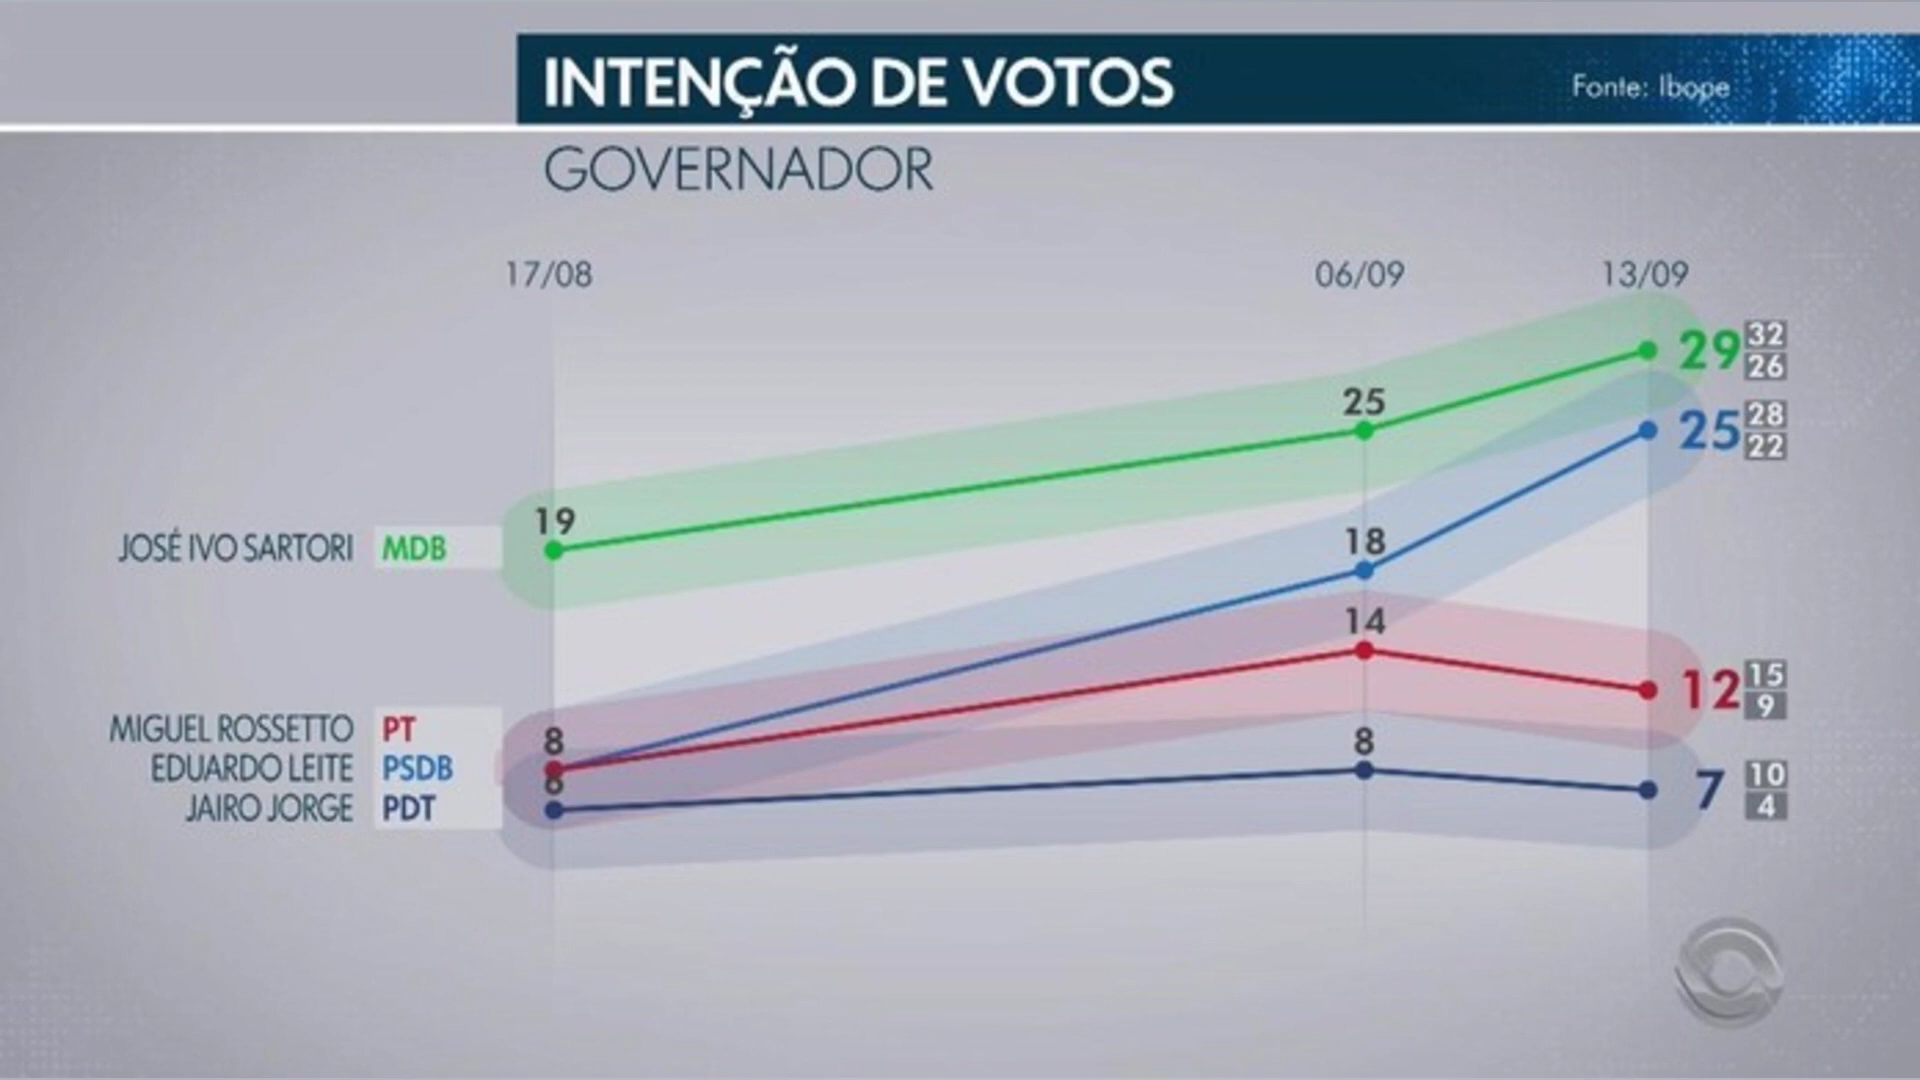 INTENÇÃO DE VOTOS
Fonte: Ibope
GOVERNADOR
17/08 06/09 13/09
29 32 26
25
25 28 22
19
18
JOSÉ IVO SARTORI MDB
14
12 15 9
MIGUEL ROSSETTO PT
8
8
EDUARDO LEITE PSDB
6
7 10 4
JAIRO JORGE PDT